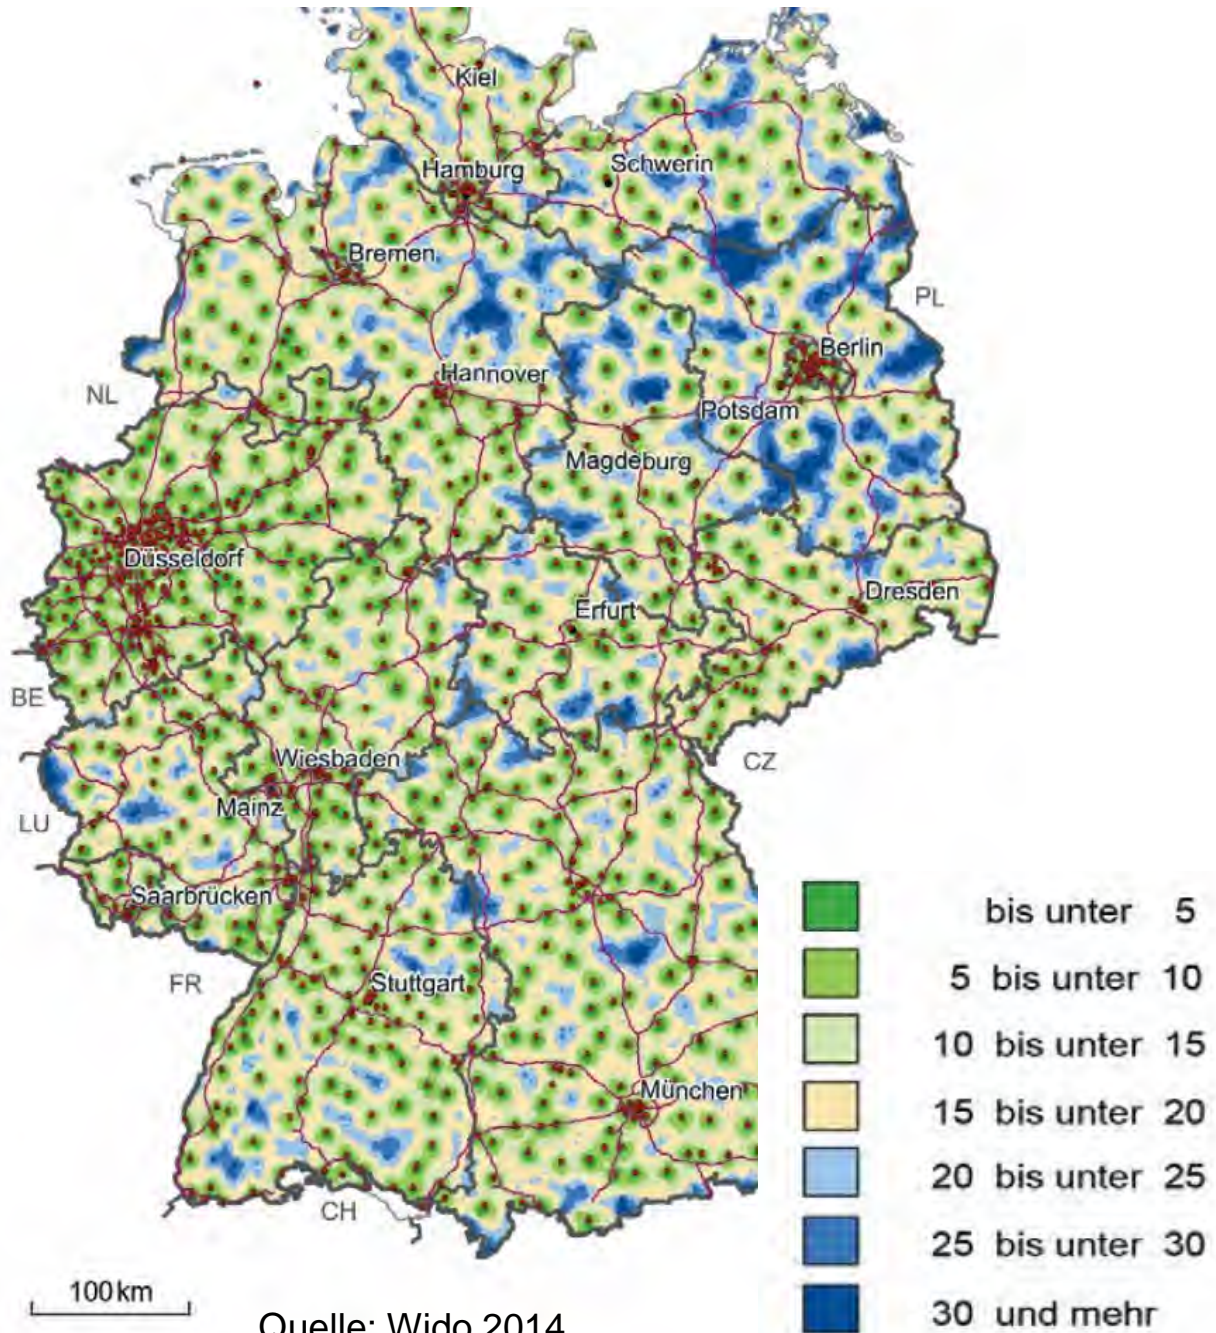 Kiel
Hamburg
Schwerin
Bremen
PL
Berlin
Hannover
NL
Potsdam
Magdeburg
Düsseldorf
Dresden
Erfurt
BE
Wiesbaden
CZ
Mainz
LU
Saarbrücken
FR
Stuttgart
München
CH
bis unter 5
5 bis unter 10
10 bis unter 15
15 bis unter 20
20 bis unter 25
25 bis unter 30
30 und mehr
100 km
Quelle: Wido 2014